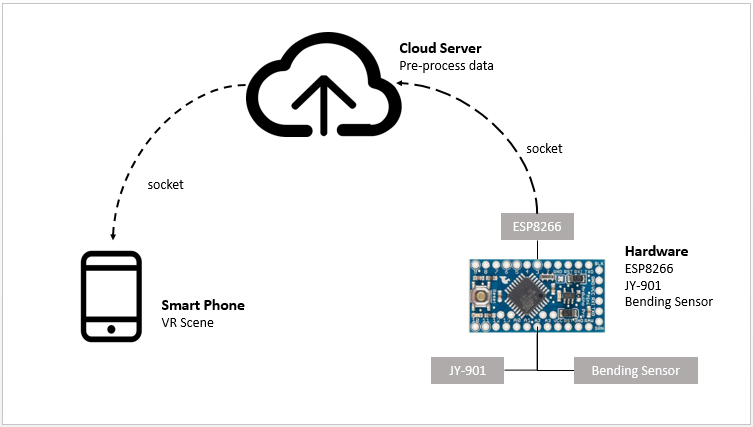 Cloud Server
Pre-process data
socket
socket
ESP8266
Hardware
ESP8266
JY-901
Bending Sensor
Smart Phone
VR Scene
JY-901
Bending Sensor